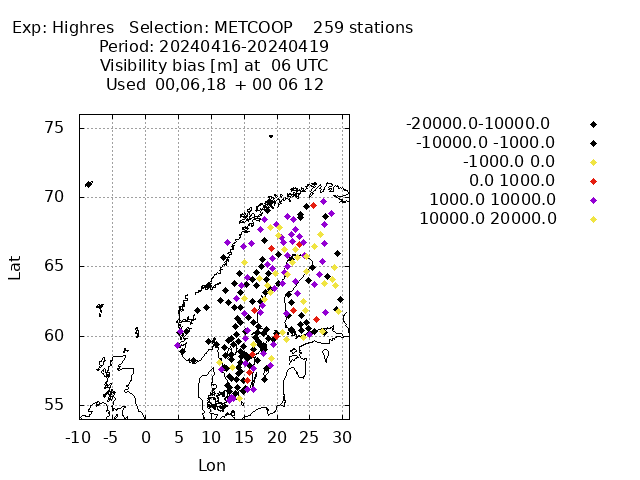 Exp: Highres   Selection: METCOOP    259 stations
Period: 20240416-20240419
Visibility bias [m] at  06 UTC
Used  00,06,18  + 00 06 12
-20000.0-10000.0
-10000.0 -1000.0
-1000.0 0.0
0.0 1000.0
1000.0 10000.0
10000.0 20000.0
75
70
65
60
55
Lat
-10 -5 0 5 10 15 20 25 30
Lon